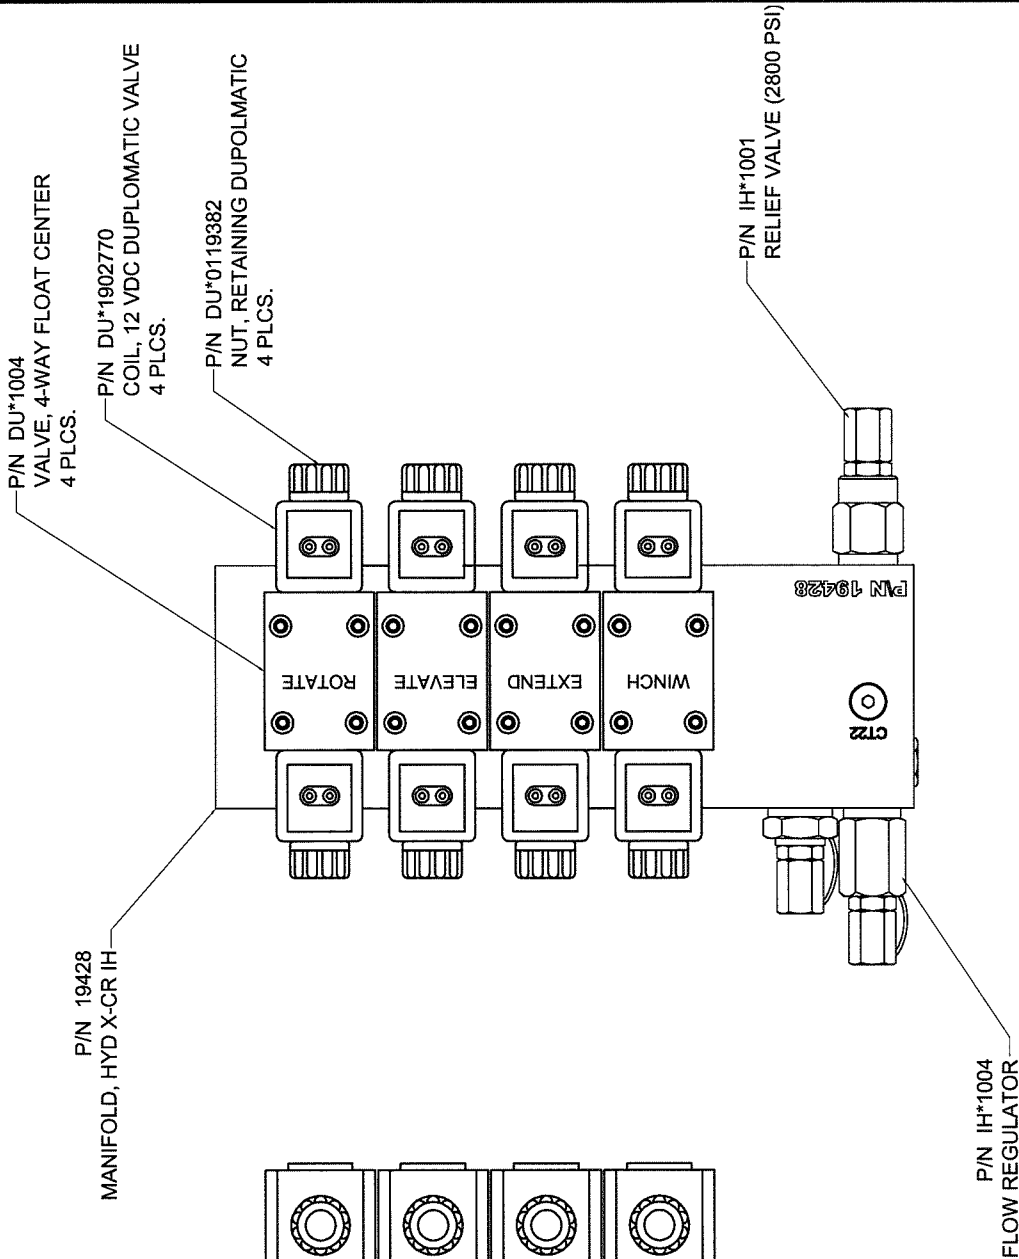 P/N DU*1004
VALVE, 4-WAY FLOAT CENTER
4 PLCS.
P/N DU*1902770
COIL, 12 VDC DUPLOMATIC VALVE
4 PLCS.
P/N DU*0119382
NUT, RETAINING DUPOLMATIC
4 PLCS.
P/N IH*1001
RELIEF VALVE (2800 PSI)
P/N 19428
MANIFOLD, HYD X-CR IH
ROTATE
ELEVATE
EXTEND
WINCH
P/N 19428
CT22
P/N IH*1004
FLOW REGULATOR